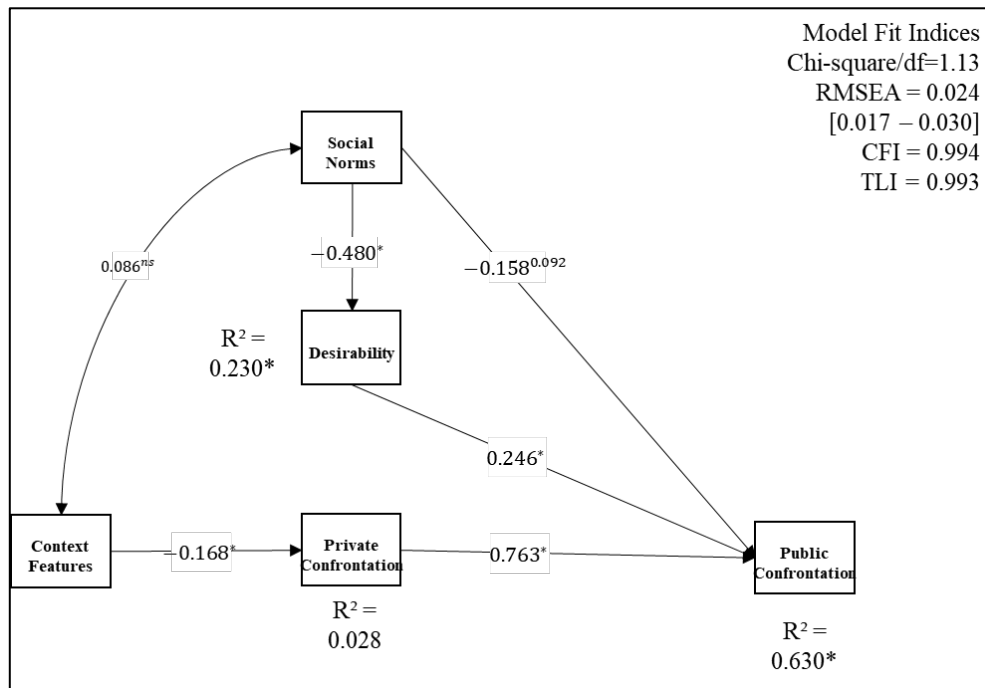 Model Fit Indices
Chi-square/df=1.13
RMSEA = 0.024
[0.017 – 0.030]
CFI = 0.994
TLI = 0.993
Social
Norms
0.086ns
−0.480*
−0.1580.092
R² =
0.230*
Desirability
0.246*
Context
Features
−0.168*
Private
Confrontation
0.763*
Public
Confrontation
R² =
0.028
R² =
0.630*